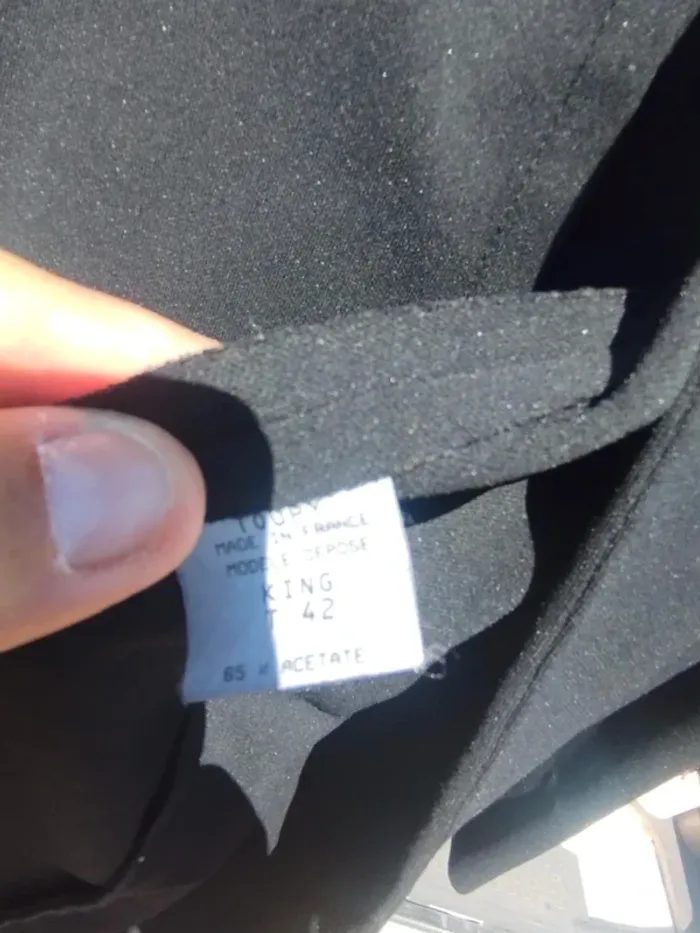 MADE IN FRANCE
MODELE DEPOSE
KING
T 42
65 % ACETATE